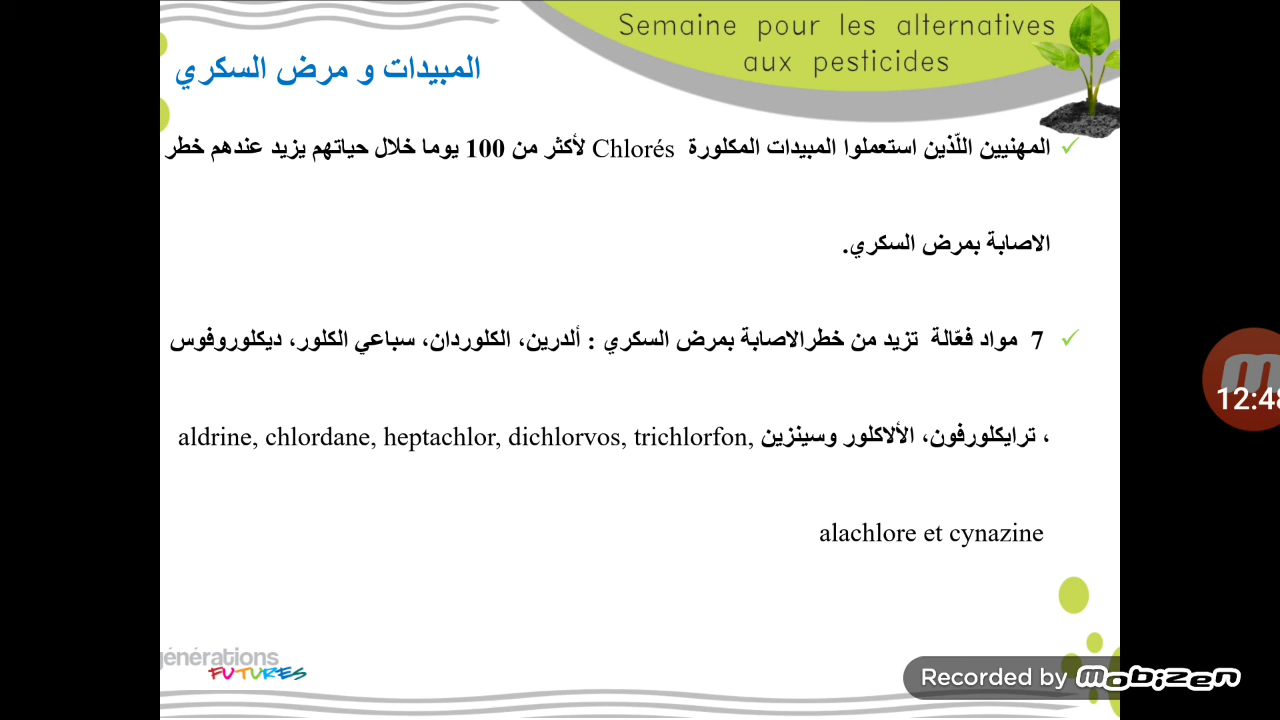 Semaine pour les alternatives
aux pesticides
المبيدات و مرض السكري
المهنيين اللّذين استعملوا المبيدات المكلورة Chlorés لأكثر من 100 يوما خلال حياتهم يزيد عندهم خطر
الاصابة بمرض السكري.
7 مواد فعّالة تزيد من خطرالاصابة بمرض السكري : ألدرين، الكلوردان، سباعي الكلور، ديكلوروفوس
، ترايكلورفون، الألاكلور وسينزين aldrine, chlordane, heptachlor, dichlorvos, trichlorfon,
alachlore et cynazine
12:48
générations
FUTURES
Recorded by mobizen